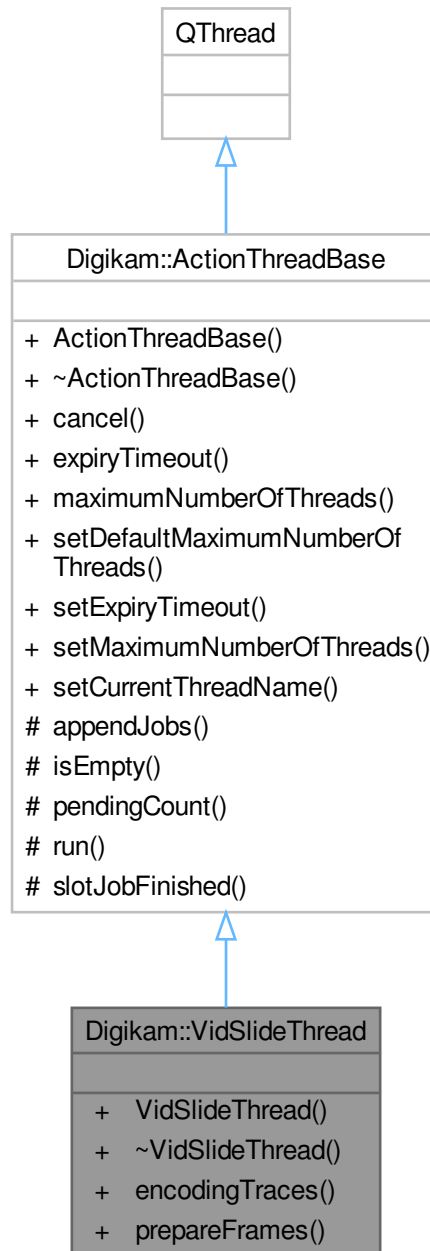 QThread
Digikam::ActionThreadBase
+ ActionThreadBase()
+ ~ActionThreadBase()
+ cancel()
+ expiryTimeout()
+ maximumNumberOfThreads()
+ setDefaultMaximumNumberOf
Threads()
+ setExpiryTimeout()
+ setMaximumNumberOfThreads()
+ setCurrentThreadName()
# appendJobs()
# isEmpty()
# pendingCount()
# run()
# slotJobFinished()
Digikam::VidSlideThread
+ VidSlideThread()
+ ~VidSlideThread()
+ encodingTraces()
+ prepareFrames()